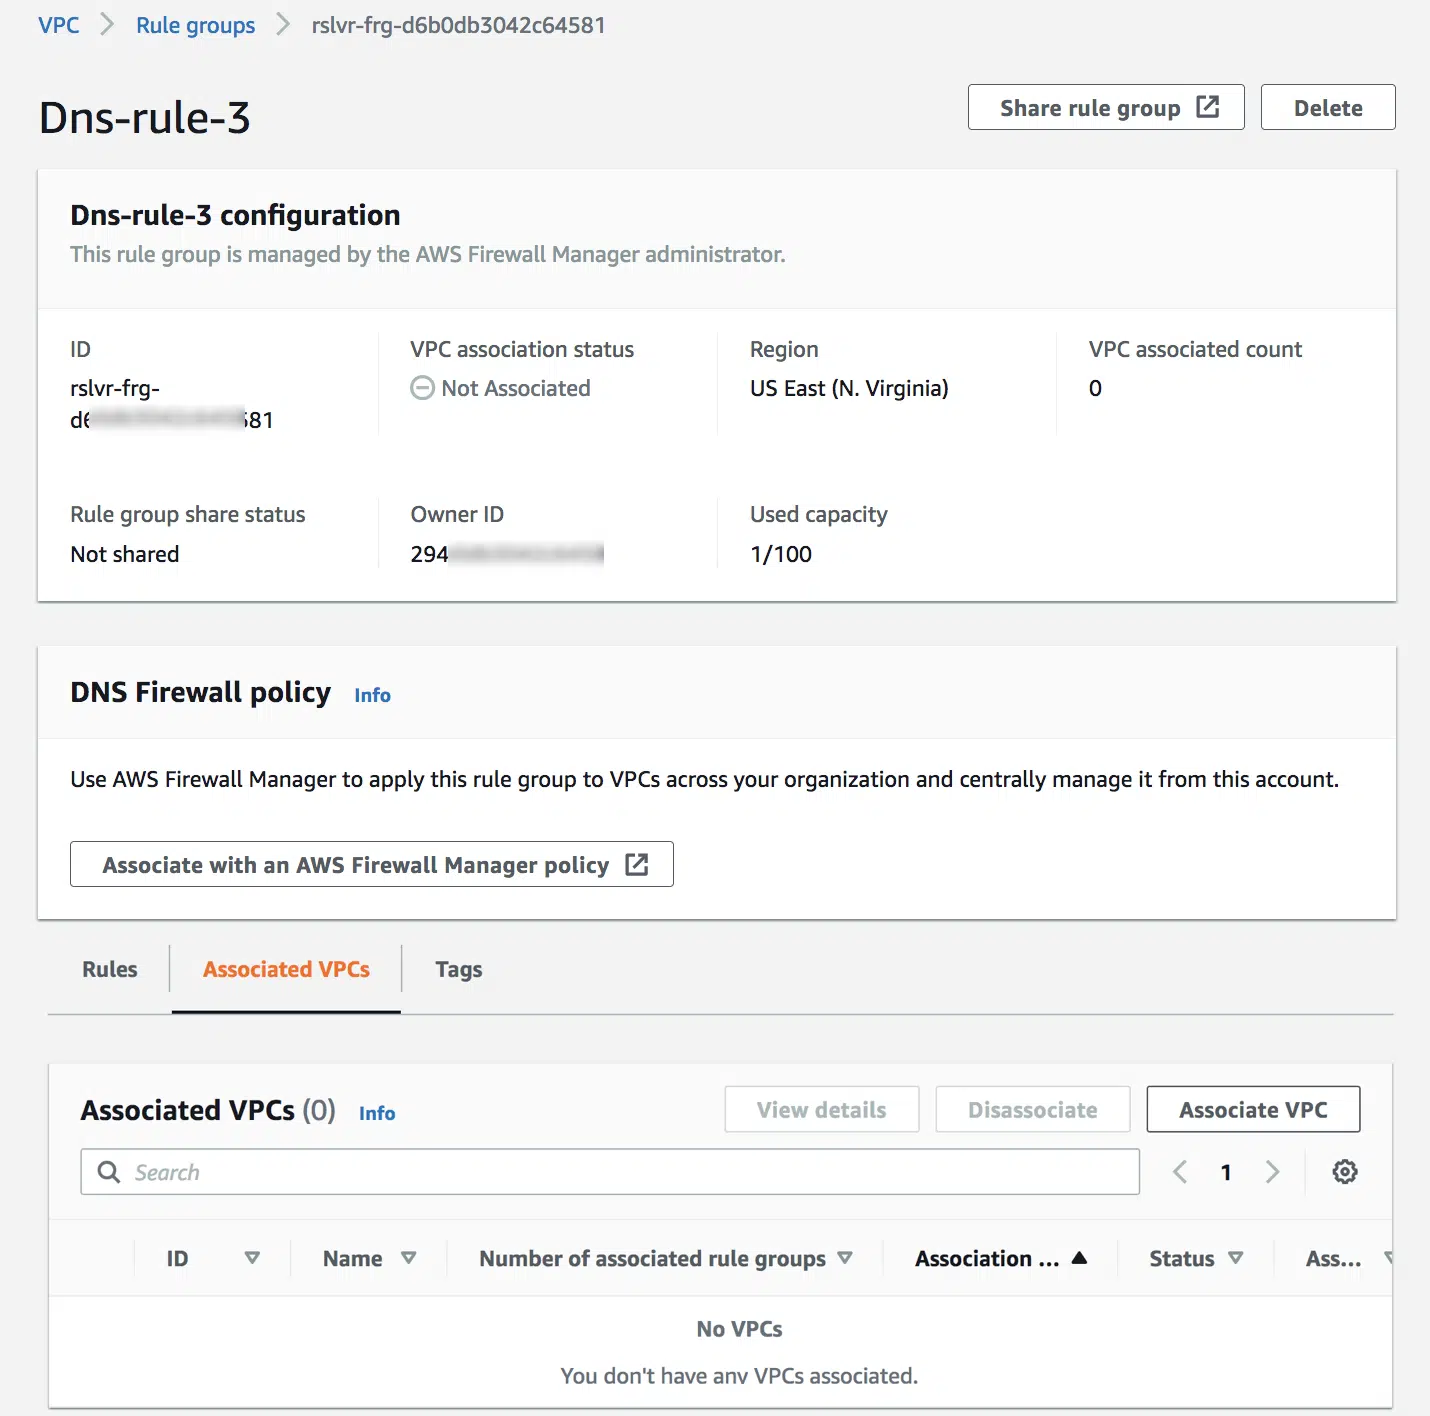 VPC > Rule groups > rslvr-frg-d6b0db3042c64581
Dns-rule-3
Share rule group
Delete
Dns-rule-3 configuration
This rule group is managed by the AWS Firewall Manager administrator.
ID
rslvr-frg-
581
VPC association status
Not Associated
Region
US East (N. Virginia)
VPC associated count
0
Rule group share status
Not shared
Owner ID
294
Used capacity
1/100
DNS Firewall policy Info
Use AWS Firewall Manager to apply this rule group to VPCs across your organization and centrally manage it from this account.
Associate with an AWS Firewall Manager policy
Rules
Associated VPCs
Tags
Associated VPCs (0) Info
View details
Disassociate
Associate VPC
Search
1
ID
Name
Number of associated rule groups
Association ...
Status
Ass...
No VPCs
You don't have any VPCs associated.